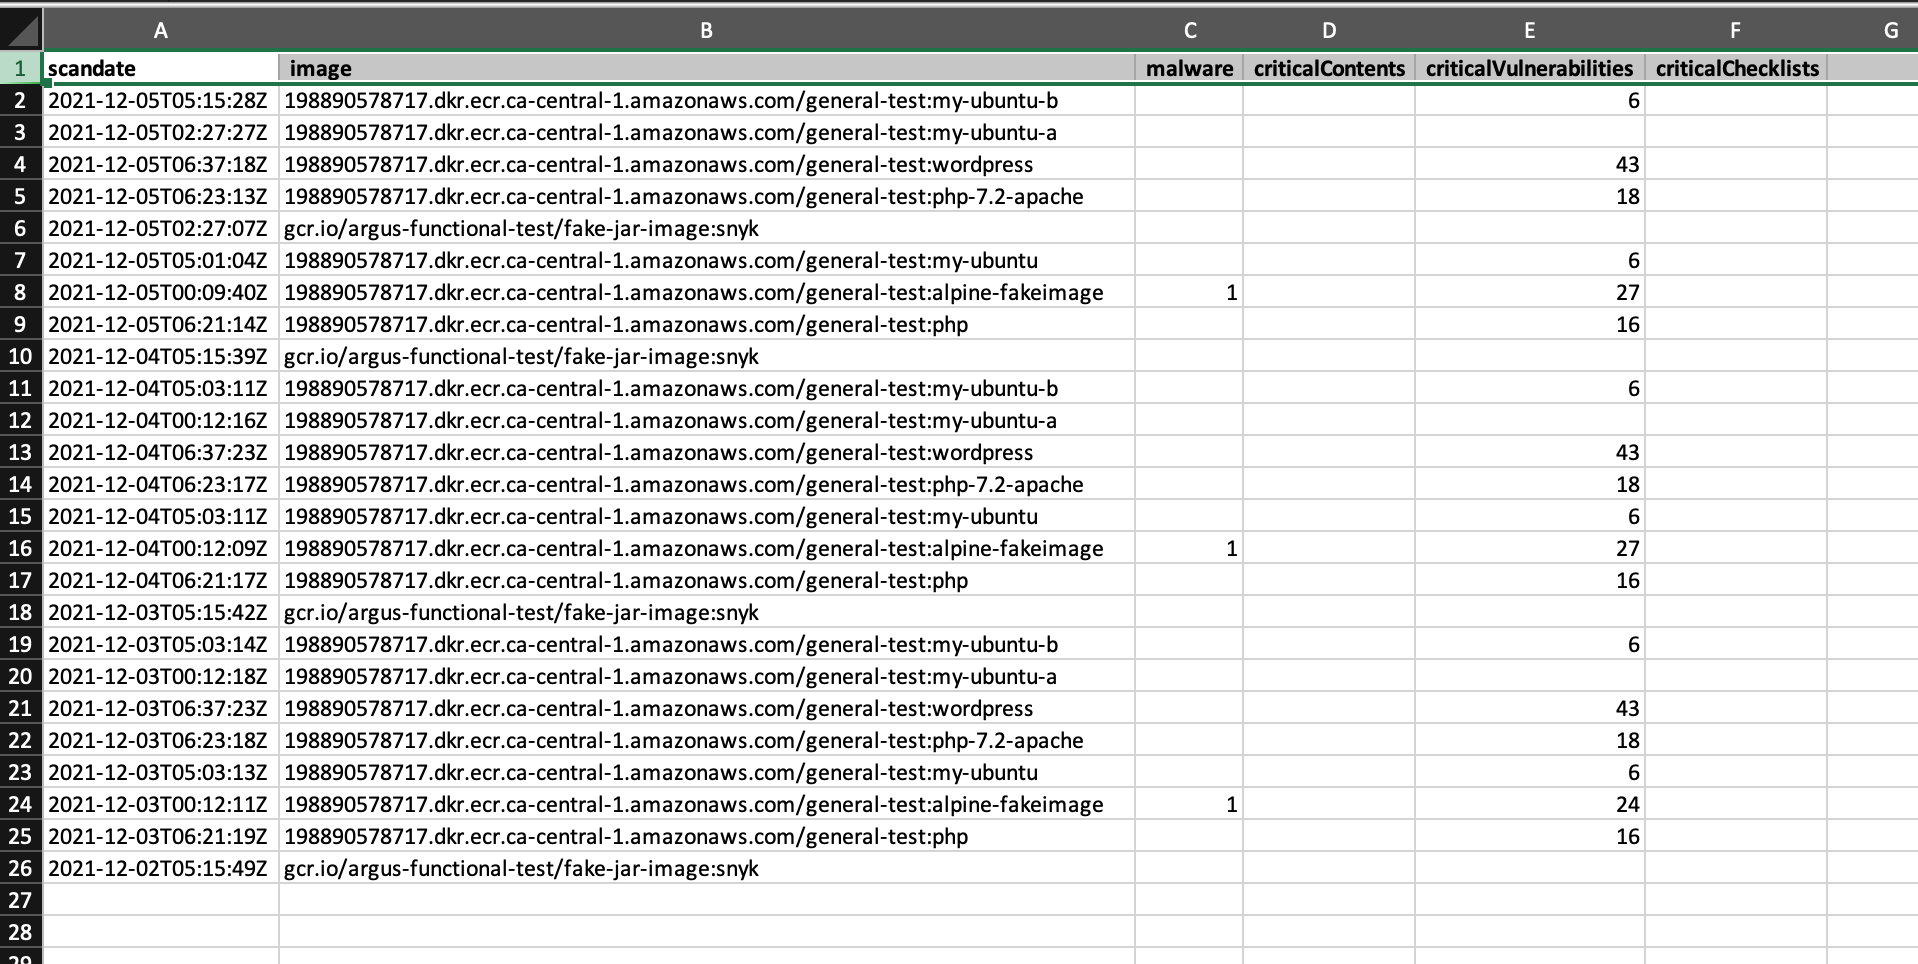 A B C D E F G
1 scandate image malware criticalContents criticalVulnerabilities criticalChecklists
2 2021-12-05T05:15:28Z 198890578717.dkr.ecr.ca-central-1.amazonaws.com/general-test:my-ubuntu-b 6
3 2021-12-05T02:27:27Z 198890578717.dkr.ecr.ca-central-1.amazonaws.com/general-test:my-ubuntu-a
4 2021-12-05T06:37:18Z 198890578717.dkr.ecr.ca-central-1.amazonaws.com/general-test:wordpress 43
5 2021-12-05T06:23:13Z 198890578717.dkr.ecr.ca-central-1.amazonaws.com/general-test:php-7.2-apache 18
6 2021-12-05T02:27:07Z gcr.io/argus-functional-test/fake-jar-image:snyk
7 2021-12-05T05:01:04Z 198890578717.dkr.ecr.ca-central-1.amazonaws.com/general-test:my-ubuntu 6
8 2021-12-05T00:09:40Z 198890578717.dkr.ecr.ca-central-1.amazonaws.com/general-test:alpine-fakeimage 1 27
9 2021-12-05T06:21:14Z 198890578717.dkr.ecr.ca-central-1.amazonaws.com/general-test:php 16
10 2021-12-04T05:15:39Z gcr.io/argus-functional-test/fake-jar-image:snyk
11 2021-12-04T05:03:11Z 198890578717.dkr.ecr.ca-central-1.amazonaws.com/general-test:my-ubuntu-b 6
12 2021-12-04T00:12:16Z 198890578717.dkr.ecr.ca-central-1.amazonaws.com/general-test:my-ubuntu-a
13 2021-12-04T06:37:23Z 198890578717.dkr.ecr.ca-central-1.amazonaws.com/general-test:wordpress 43
14 2021-12-04T06:23:17Z 198890578717.dkr.ecr.ca-central-1.amazonaws.com/general-test:php-7.2-apache 18
15 2021-12-04T05:03:11Z 198890578717.dkr.ecr.ca-central-1.amazonaws.com/general-test:my-ubuntu 6
16 2021-12-04T00:12:09Z 198890578717.dkr.ecr.ca-central-1.amazonaws.com/general-test:alpine-fakeimage 1 27
17 2021-12-04T06:21:17Z 198890578717.dkr.ecr.ca-central-1.amazonaws.com/general-test:php 16
18 2021-12-03T05:15:42Z gcr.io/argus-functional-test/fake-jar-image:snyk
19 2021-12-03T05:03:14Z 198890578717.dkr.ecr.ca-central-1.amazonaws.com/general-test:my-ubuntu-b 6
20 2021-12-03T00:12:18Z 198890578717.dkr.ecr.ca-central-1.amazonaws.com/general-test:my-ubuntu-a
21 2021-12-03T06:37:23Z 198890578717.dkr.ecr.ca-central-1.amazonaws.com/general-test:wordpress 43
22 2021-12-03T06:23:18Z 198890578717.dkr.ecr.ca-central-1.amazonaws.com/general-test:php-7.2-apache 18
23 2021-12-03T05:03:13Z 198890578717.dkr.ecr.ca-central-1.amazonaws.com/general-test:my-ubuntu 6
24 2021-12-03T00:12:11Z 198890578717.dkr.ecr.ca-central-1.amazonaws.com/general-test:alpine-fakeimage 1 24
25 2021-12-03T06:21:19Z 198890578717.dkr.ecr.ca-central-1.amazonaws.com/general-test:php 16
26 2021-12-02T05:15:49Z gcr.io/argus-functional-test/fake-jar-image:snyk
27
28
29